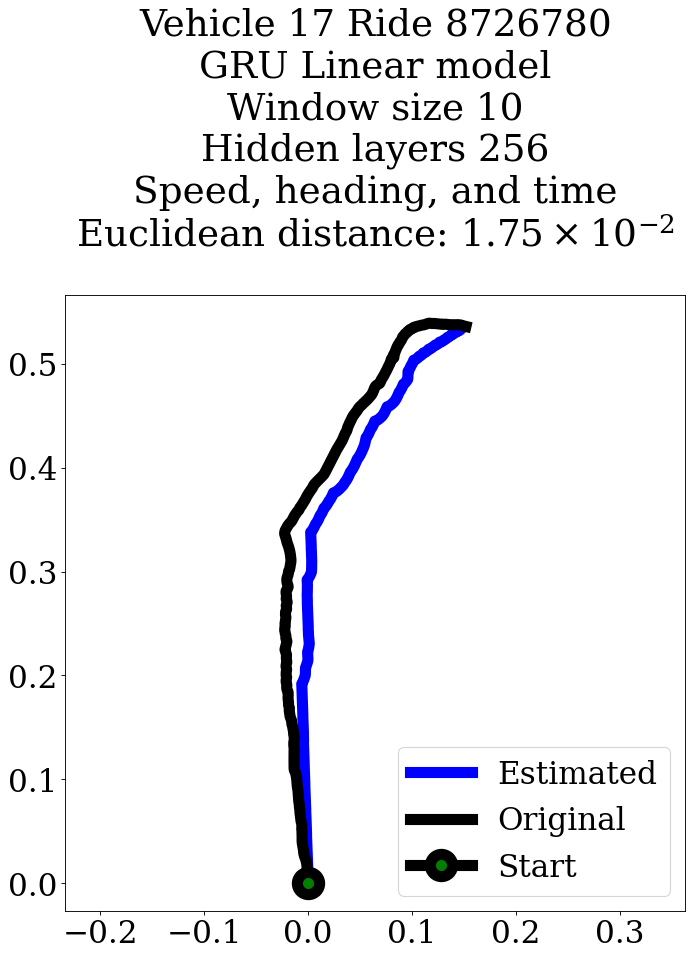 Vehicle 17 Ride 8726780
GRU Linear model
Window size 10
Hidden layers 256
Speed, heading, and time
Euclidean distance: 1.75 × 10⁻²
0.5
0.4
0.3
0.2
0.1
0.0
Estimated
Original
Start
−0.2 −0.1 0.0 0.1 0.2 0.3